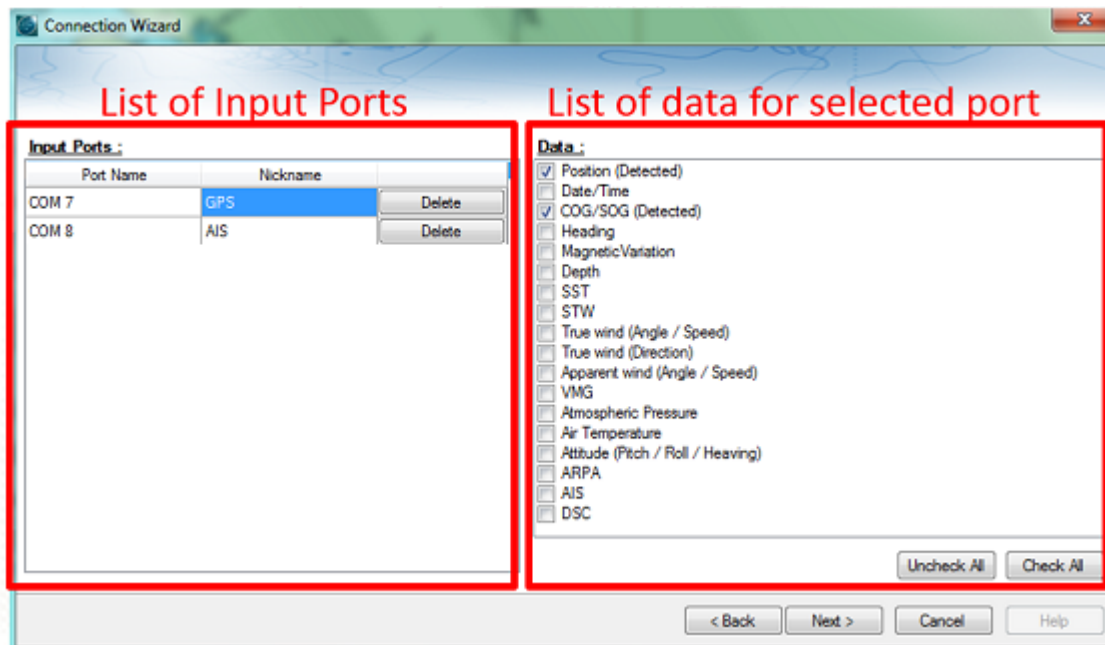 Connection Wizard
List of Input Ports
List of data for selected port
Input Ports :
Port Name Nickname
COM 7 GPS Delete
COM 8 AIS Delete
Data :
Position (Detected)
Date/Time
COG/SOG (Detected)
Heading
MagneticVariation
Depth
SST
STW
True wind (Angle / Speed)
True wind (Direction)
Apparent wind (Angle / Speed)
VMG
Atmospheric Pressure
Air Temperature
Attitude (Pitch / Roll / Heaving)
ARPA
AIS
DSC
Uncheck All Check All
< Back Next > Cancel Help